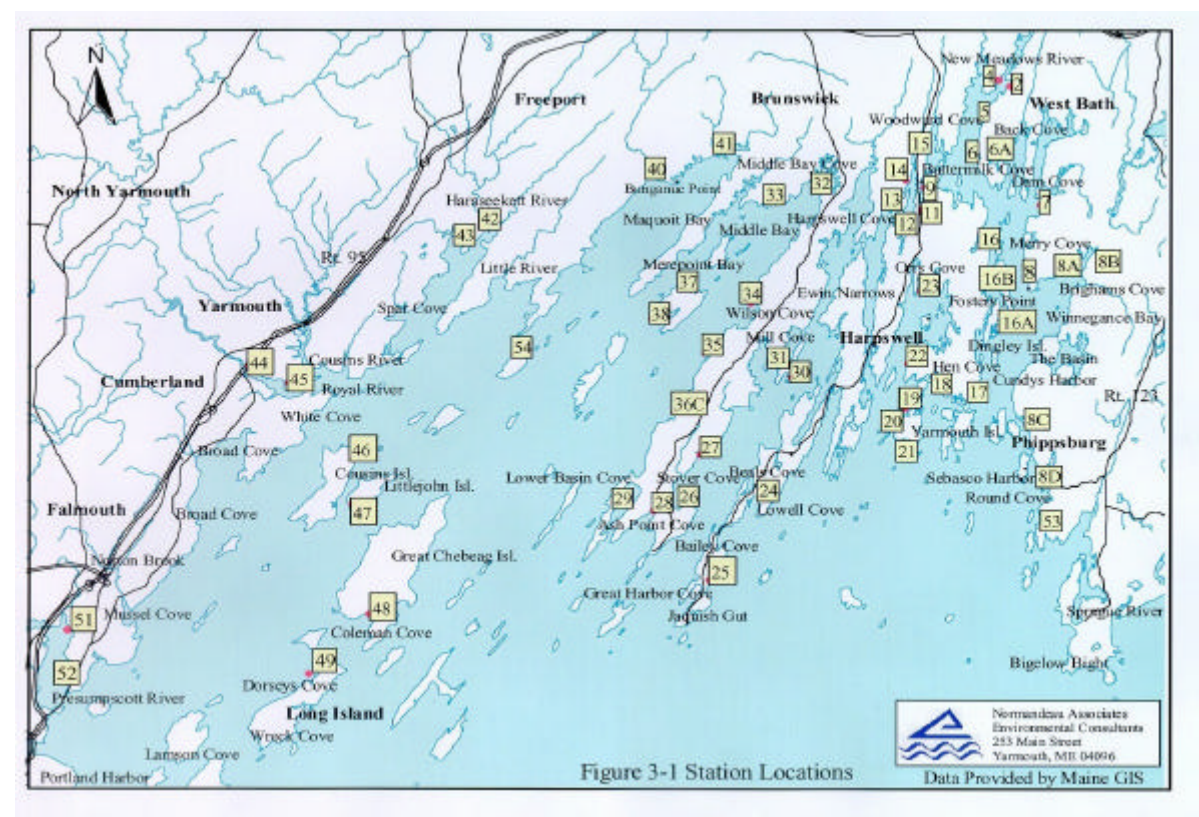 N
New Meadows River
4
2
Freeport
Brunswick
West Bath
5
Woodward Cove
Back Cove
41
15
6
6A
40
Middle Bay Cove
14
Buttermilk Cove
North Yarmouth
Bunganic Point
33
32
9
Dam Cove
Haraseekett River
13
7
42
Maquoit Bay
Harpswell Cove
12
11
43
Middle Bay
16
Merry Cove
Rt. 95
Little River
Merepoint Bay
Orrs Cove
8
8A
8B
37
16B
Brighams Cove
Yarmouth
Spar Cove
34
Ewin Narrows
23
Fostery Point
38
Wilson Cove
16A
Winnegance Bay
54
35
Mill Cove
Harpswell
Dingley Isl.
44
Cousins River
31
22
The Basin
Cumberland
45
Royal River
30
Hen Cove
Cundys Harbor
18
17
Rt. 123
36C
19
White Cove
20
Yarmouth Isl.
8C
46
27
21
Phippsburg
Broad Cove
Cousins Isl.
Lower Basin Cove
Stover Cove
Beals Cove
Sebasco Harbor
8D
Littlejohn Isl.
29
28
26
24
Round Cove
Falmouth
Broad Cove
47
Ash Point Cove
Lowell Cove
53
Norton Brook
Great Chebeag Isl.
Bailey Cove
25
Great Harbor Cove
51
Mussel Cove
48
Jaquish Gut
Sprague River
Coleman Cove
52
49
Bigelow Bight
Presumpscott River
Dorseys Cove
Long Island
Wreck Cove
Normandeau Associates
Environmental Consultants
253 Main Street
Yarmouth, ME 04096
Lamson Cove
Portland Harbor
Figure 3-1 Station Locations
Data Provided by Maine GIS